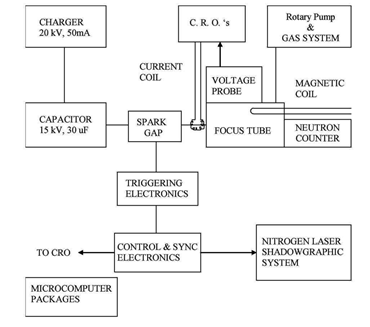 CHARGER
20 kV, 50mA
C. R. O. 's
Rotary Pump
&
GAS SYSTEM
CURRENT
COIL
VOLTAGE
PROBE
MAGNETIC
COIL
CAPACITOR
15 kV, 30 uF
SPARK
GAP
FOCUS TUBE
NEUTRON
COUNTER
TRIGGERING
ELECTRONICS
TO CRO
CONTROL & SYNC
ELECTRONICS
NITROGEN LASER
SHADOWGRAPHIC
SYSTEM
MICROCOMPUTER
PACKAGES